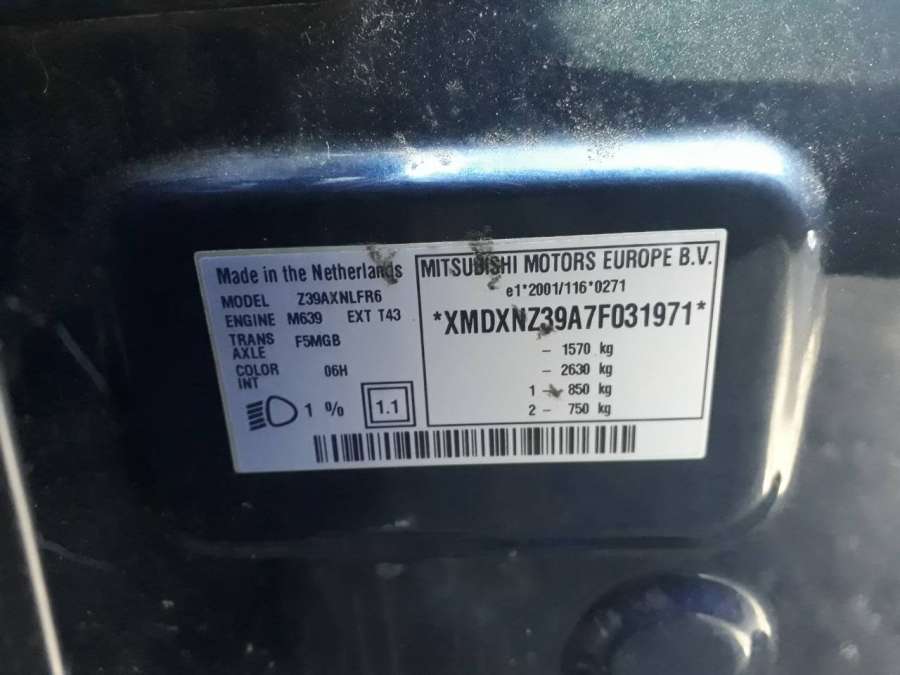 Made in the Netherlands
MODEL Z39AXNLFR6
ENGINE M639 EXT T43
TRANS AXLE F5MGB
COLOR INT 06H
1 %
1.1
MITSUBISHI MOTORS EUROPE B.V.
e1*2001/116*0271
*XMDXNZ39A7F031971*
– 1570 kg
– 2630 kg
1 – 850 kg
2 – 750 kg